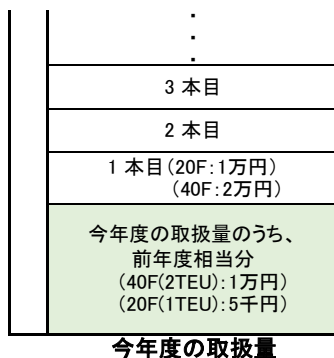 ・
・
・
3 本目
2 本目
1 本目(20F:1万円)
(40F:2万円)
今年度の取扱量のうち、
前年度相当分
(40F(2TEU):1万円)
(20F(1TEU):5千円)
今年度の取扱量